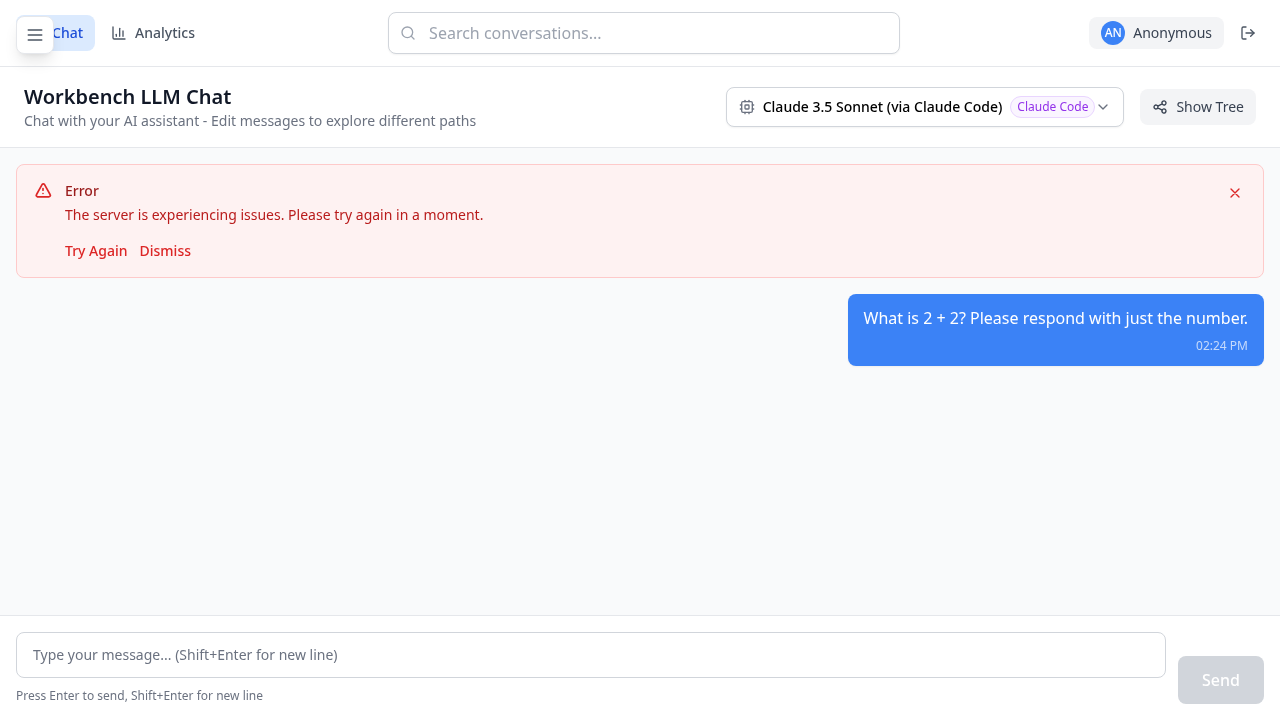 Chat
Analytics
Search conversations...
AN
Anonymous
Workbench LLM Chat
Chat with your AI assistant - Edit messages to explore different paths
Claude 3.5 Sonnet (via Claude Code)
Claude Code
Show Tree
Error
The server is experiencing issues. Please try again in a moment.
Try Again
Dismiss
What is 2 + 2? Please respond with just the number.
02:24 PM
Type your message... (Shift+Enter for new line)
Send
Press Enter to send, Shift+Enter for new line